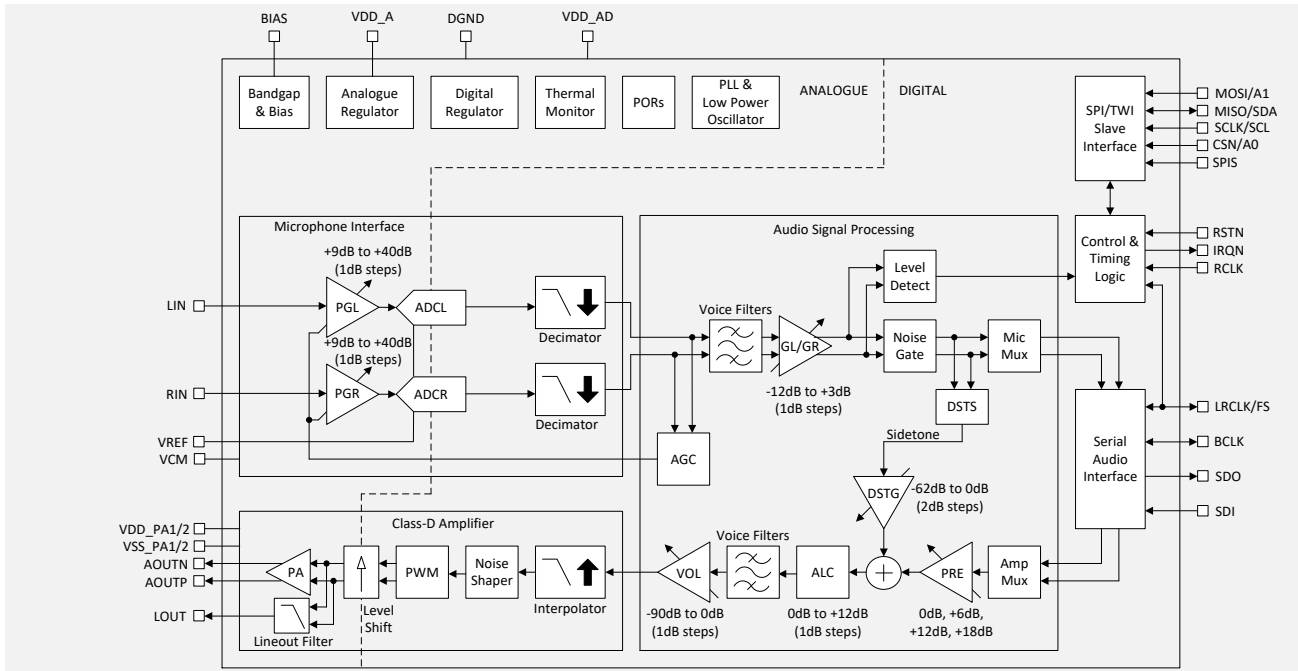 BIAS
VDD_A
DGND
VDD_AD
Bandgap
& Bias
Analogue
Regulator
Digital
Regulator
Thermal
Monitor
PORs
PLL &
Low Power
Oscillator
ANALOGUE
DIGITAL
SPI/TWI
Slave
Interface
MOSI/A1
MISO/SDA
SCLK/SCL
CSN/A0
SPIS
Microphone Interface
+9dB to +40dB
(1dB steps)
LIN
PGL
ADCL
Decimator
+9dB to +40dB
(1dB steps)
RIN
PGR
ADCR
Decimator
VREF
VCM
Audio Signal Processing
Voice Filters
GL/GR
-12dB to +3dB
(1dB steps)
Level
Detect
Noise
Gate
Mic
Mux
DSTS
Sidetone
AGC
DSTG
-62dB to 0dB
(2dB steps)
Control &
Timing
Logic
RSTN
IRQN
RCLK
Serial
Audio
Interface
LRCLK/FS
BCLK
SDO
SDI
VDD_PA1/2
VSS_PA1/2
AOUTN
AOUTP
LOUT
Class-D Amplifier
PA
Lineout Filter
Level
Shift
PWM
Noise
Shaper
Interpolator
VOL
-90dB to 0dB
(1dB steps)
Voice Filters
ALC
0dB to +12dB
(1dB steps)
PRE
0dB, +6dB,
+12dB, +18dB
Amp
Mux